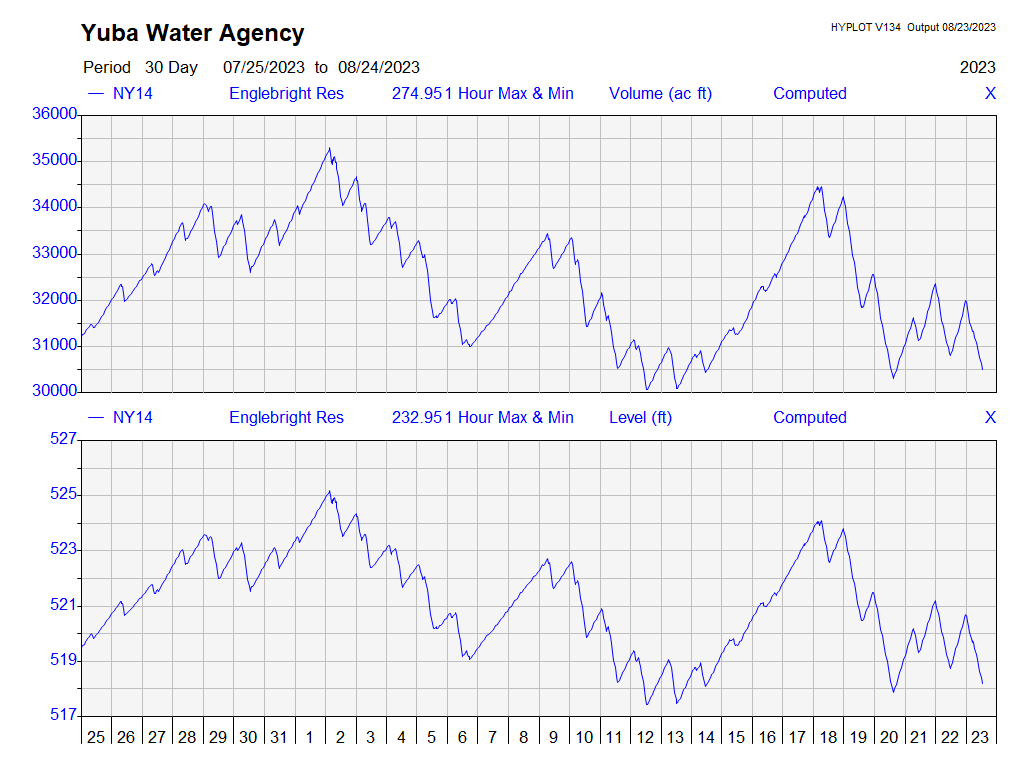 Yuba Water Agency
HYPLOT V134 Output 08/23/2023
Period 30 Day 07/25/2023 to 08/24/2023 2023
NY14 Englebright Res 274.951 Hour Max & Min Volume (ac ft) Computed X
36000
35000
34000
33000
32000
31000
30000
NY14 Englebright Res 232.951 Hour Max & Min Level (ft) Computed X
527
525
523
521
519
517
25 26 27 28 29 30 31 1 2 3 4 5 6 7 8 9 10 11 12 13 14 15 16 17 18 19 20 21 22 23